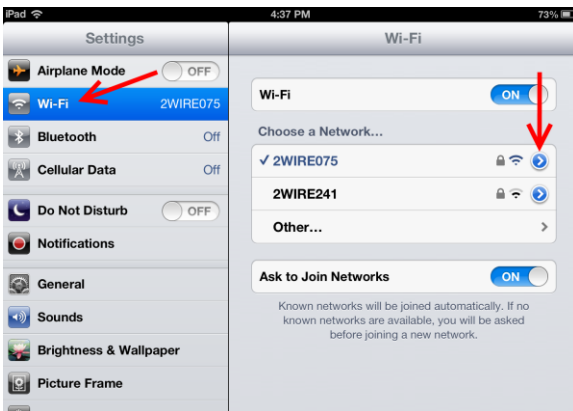 iPad 4:37 PM 73%
Settings
Airplane Mode OFF
Wi-Fi 2WIRE075
Bluetooth Off
Cellular Data Off
Do Not Disturb OFF
Notifications
General
Sounds
Brightness & Wallpaper
Picture Frame
Wi-Fi
Wi-Fi ON
Choose a Network...
✓ 2WIRE075
2WIRE241
Other...
Ask to Join Networks ON
Known networks will be joined automatically. If no
known networks are available, you will be asked
before joining a new network.